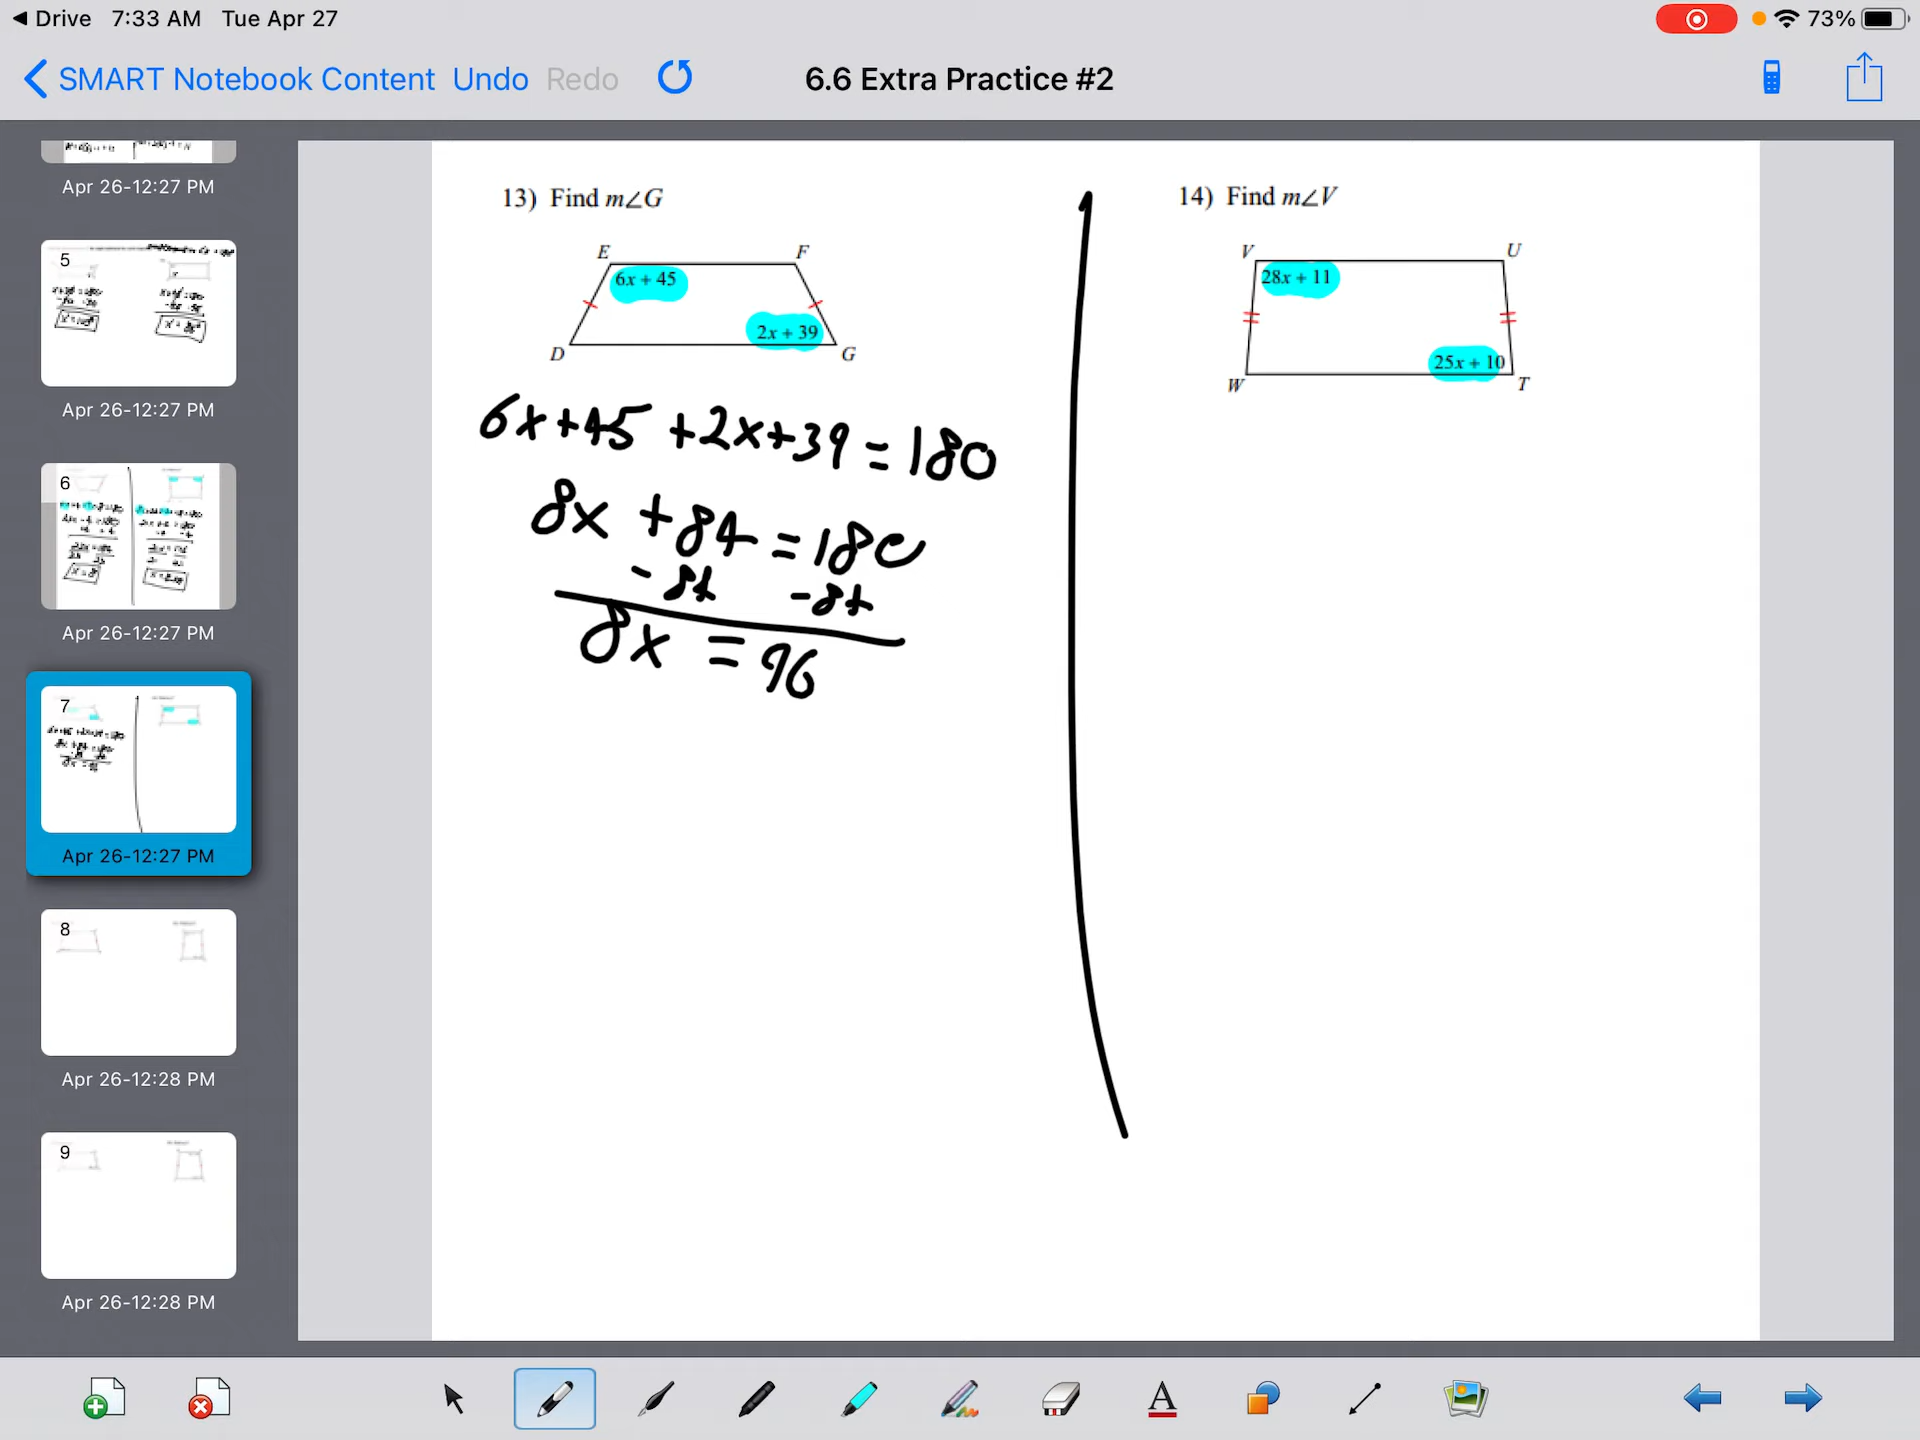 Drive 7:33 AM Tue Apr 27
73%
SMART Notebook Content Undo Redo
6.6 Extra Practice #2
Apr 26-12:27 PM
5
Apr 26-12:27 PM
6
Apr 26-12:27 PM
7
Apr 26-12:27 PM
8
Apr 26-12:28 PM
9
Apr 26-12:28 PM
13) Find m∠G
E F
6x + 45
2x + 39
D G
6x+45 +2x+39 = 180
8x +84 = 180
- 84 -84
8x = 96
14) Find m∠V
V U
28x + 11
25x + 10
W T
A